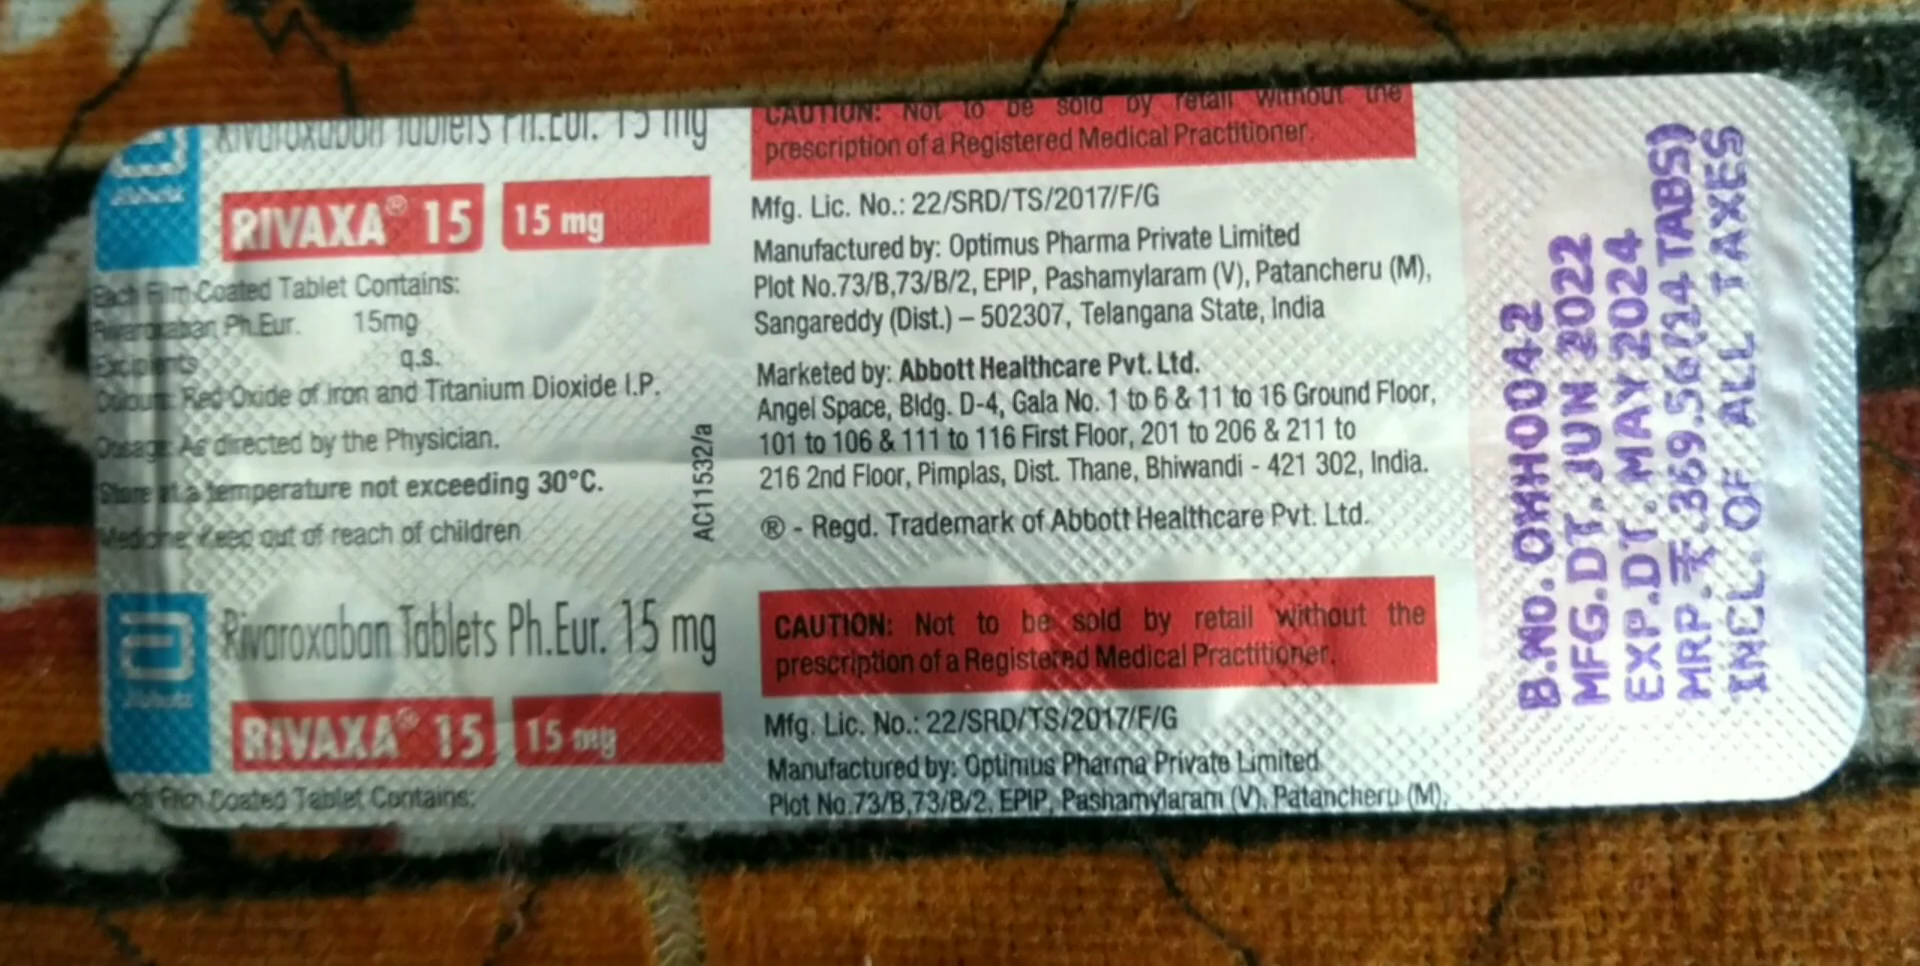 Rivaroxaban Tablets Ph.Eur. 15 mg
RIVAXA® 15 15 mg
Each Film Coated Tablet Contains:
Rivaroxaban Ph.Eur. 15mg
Excipients q.s.
Colours: Red Oxide of Iron and Titanium Dioxide I.P.
Dosage: As directed by the Physician.
Store at a temperature not exceeding 30°C.
Medicine: Keep out of reach of children
Abbott
Rivaroxaban Tablets Ph.Eur. 15 mg
RIVAXA® 15 15 mg
Each Film Coated Tablet Contains:
AC11532/a
CAUTION: Not to be sold by retail without the
prescription of a Registered Medical Practitioner.
Mfg. Lic. No.: 22/SRD/TS/2017/F/G
Manufactured by: Optimus Pharma Private Limited
Plot No.73/B,73/B/2, EPIP, Pashamylaram (V), Patancheru (M),
Sangareddy (Dist.) – 502307, Telangana State, India
Marketed by: Abbott Healthcare Pvt. Ltd.
Angel Space, Bldg. D-4, Gala No. 1 to 6 & 11 to 16 Ground Floor,
101 to 106 & 111 to 116 First Floor, 201 to 206 & 211 to
216 2nd Floor, Pimplas, Dist. Thane, Bhiwandi - 421 302, India.
® - Regd. Trademark of Abbott Healthcare Pvt. Ltd.
CAUTION: Not to be sold by retail without the
prescription of a Registered Medical Practitioner.
Mfg. Lic. No.: 22/SRD/TS/2017/F/G
Manufactured by: Optimus Pharma Private Limited
Plot No.73/B,73/B/2, EPIP, Pashamylaram (V), Patancheru (M),
B.NO. OMH0042
MFG.DT. JUN 2022
EXP.DT. MAY 2024
MRP.₹.369.56(14 TABS)
INCL. OF ALL TAXES